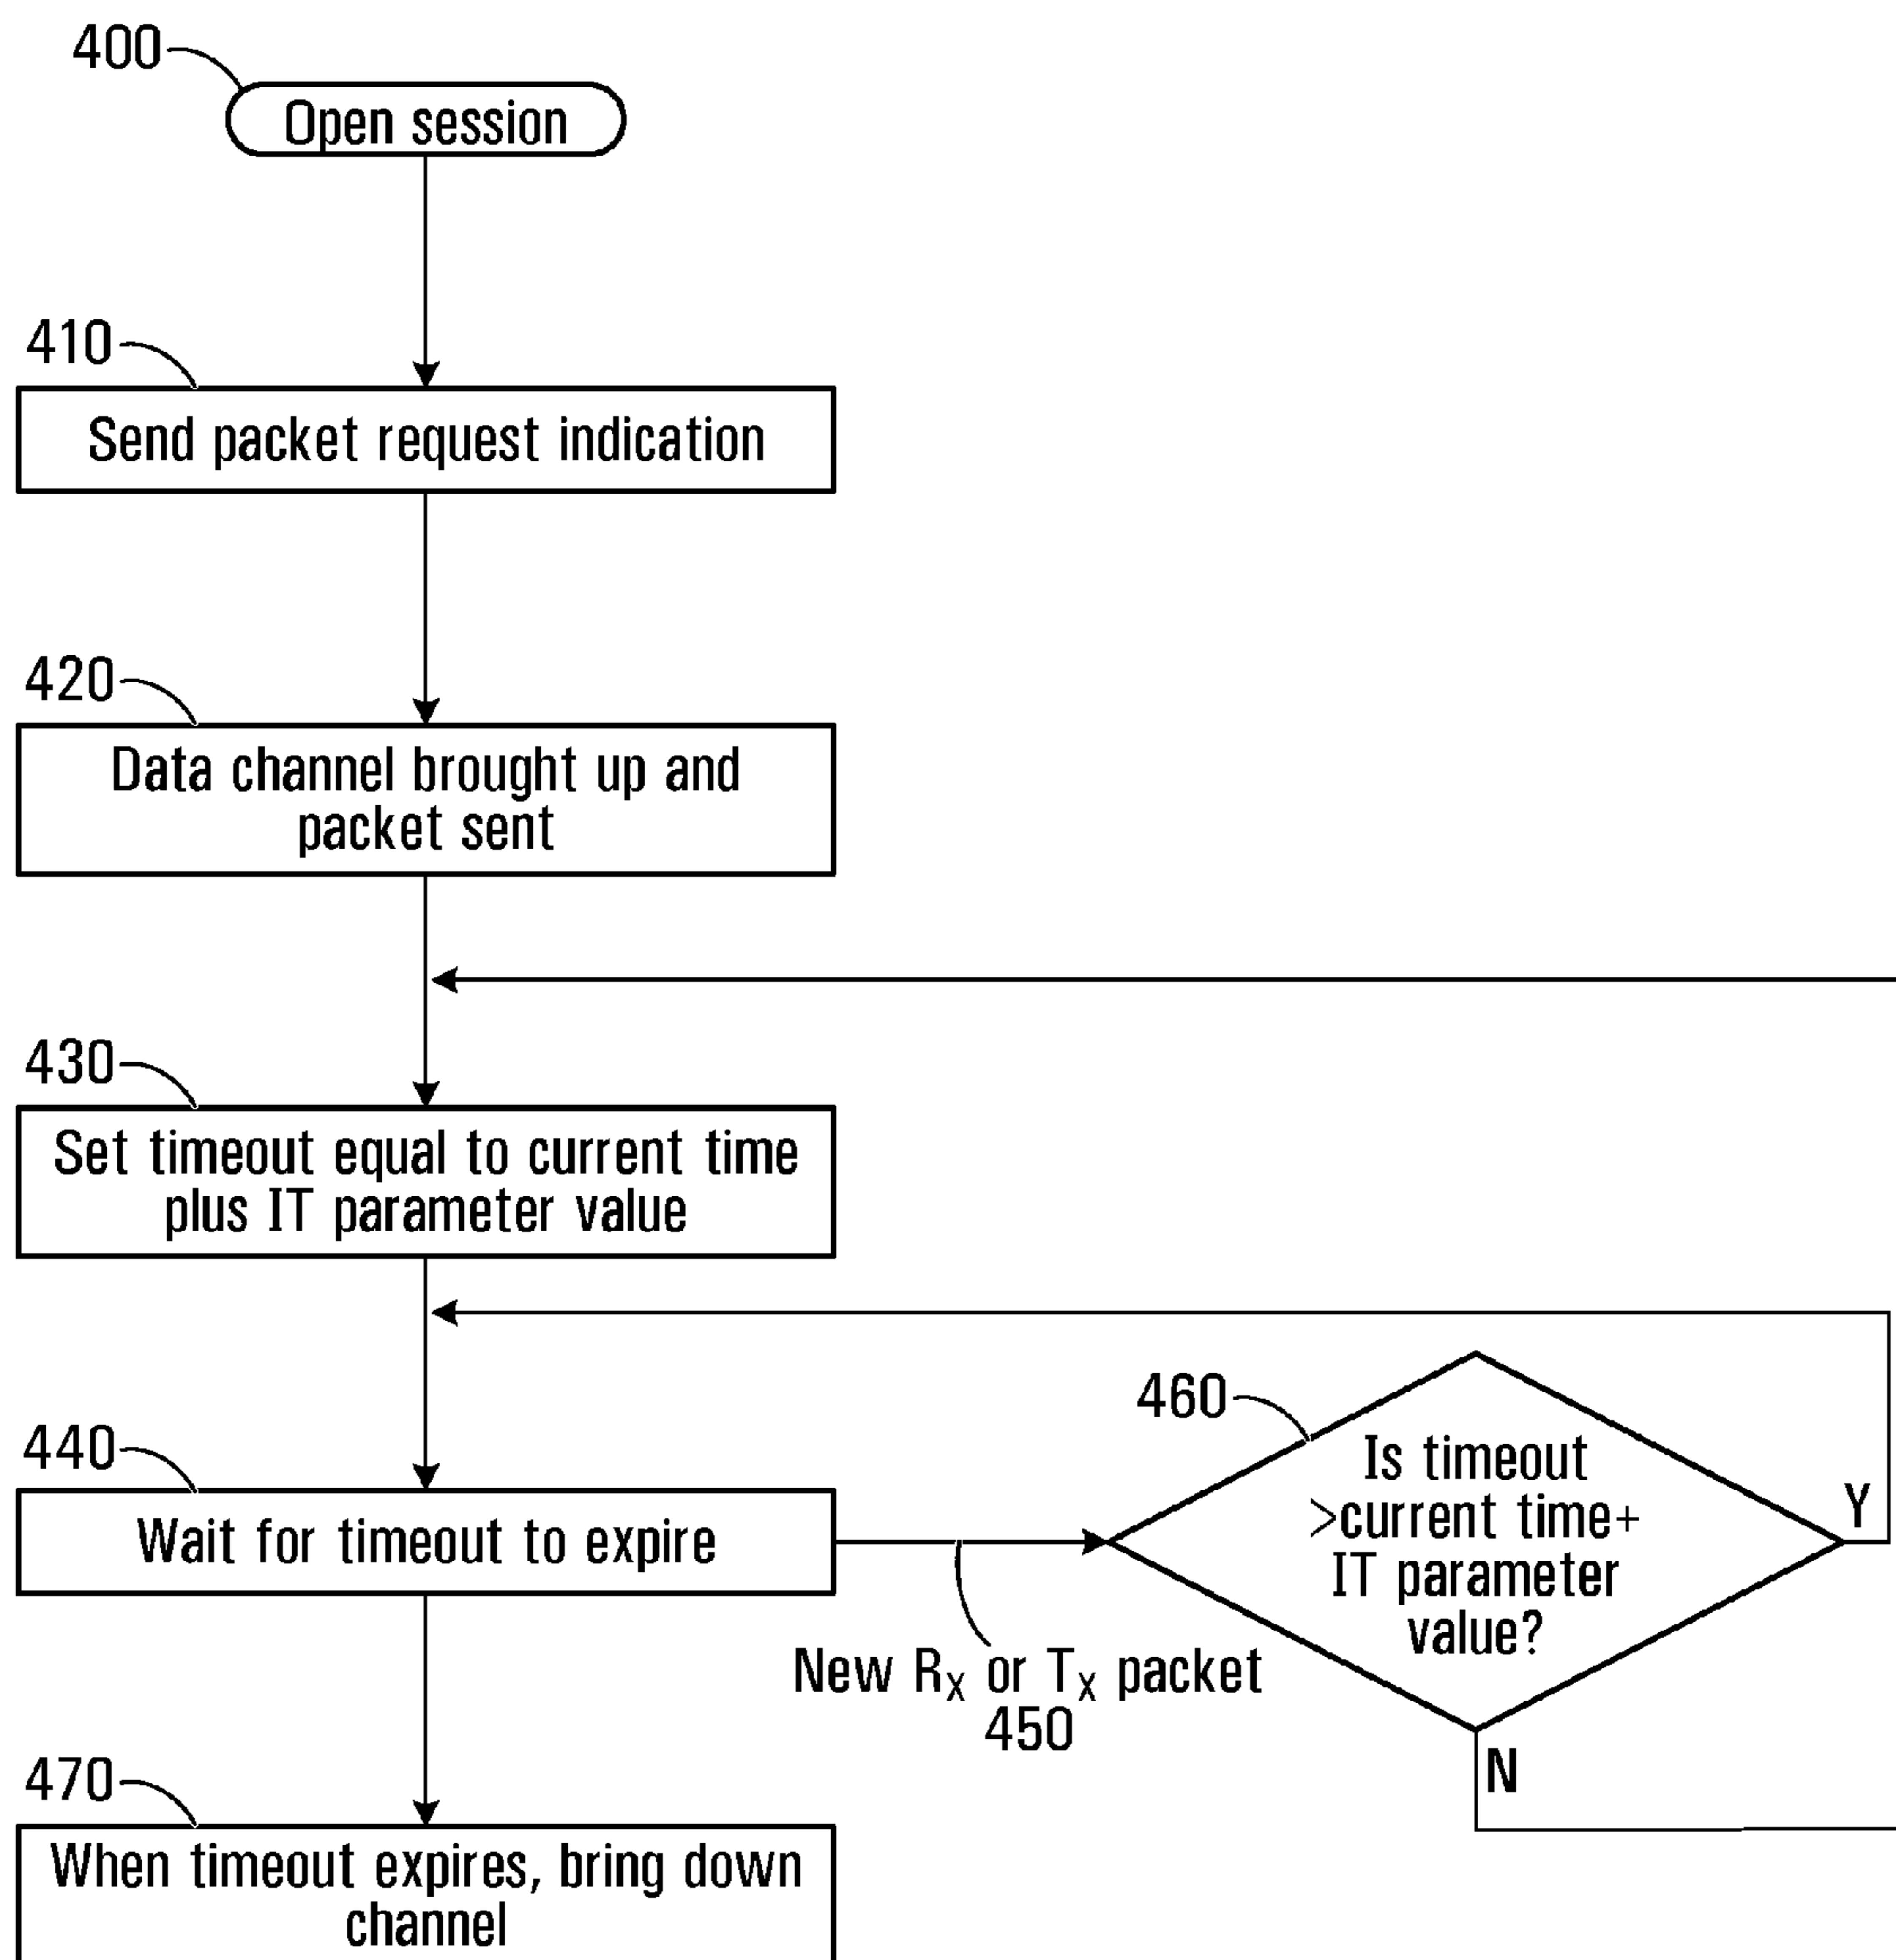 400
Open session
410
Send packet request indication
420
Data channel brought up and
packet sent
430
Set timeout equal to current time
plus IT parameter value
440
Wait for timeout to expire
New RX or TX packet
450
460
Is timeout
>current time+
IT parameter
value?
Y
N
470
When timeout expires, bring down
channel